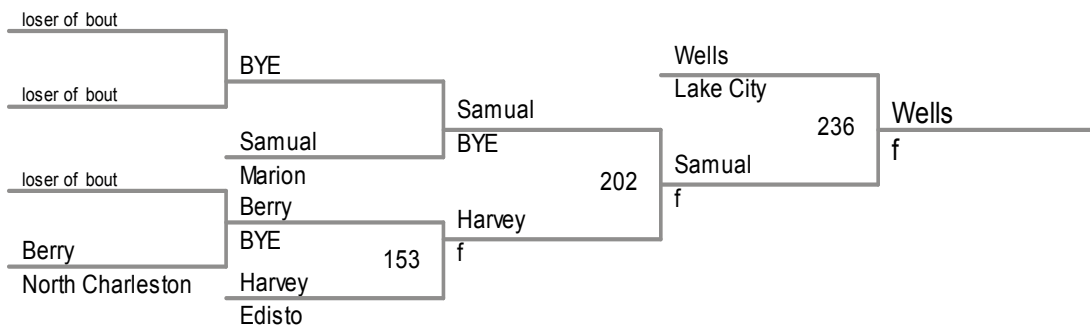 loser of bout
BYE
loser of bout
Samual
Marion
Samual
BYE
loser of bout
Berry
BYE
Berry
North Charleston
153
Harvey
Edisto
Harvey
f
202
Wells
Lake City
Samual
f
236
Wells
f